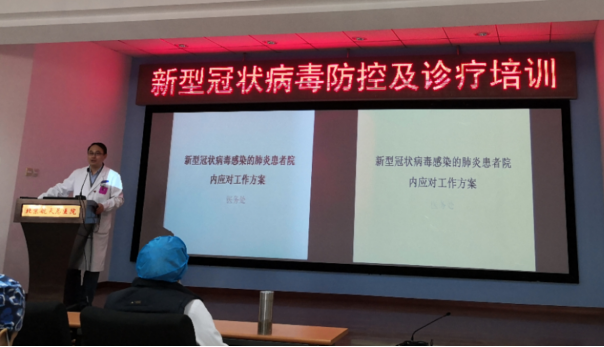 新型冠状病毒防控及诊疗培训
新型冠状病毒感染的肺炎患者院
内应对工作方案
新型冠状病毒感染的肺炎患者院
内应对工作方案